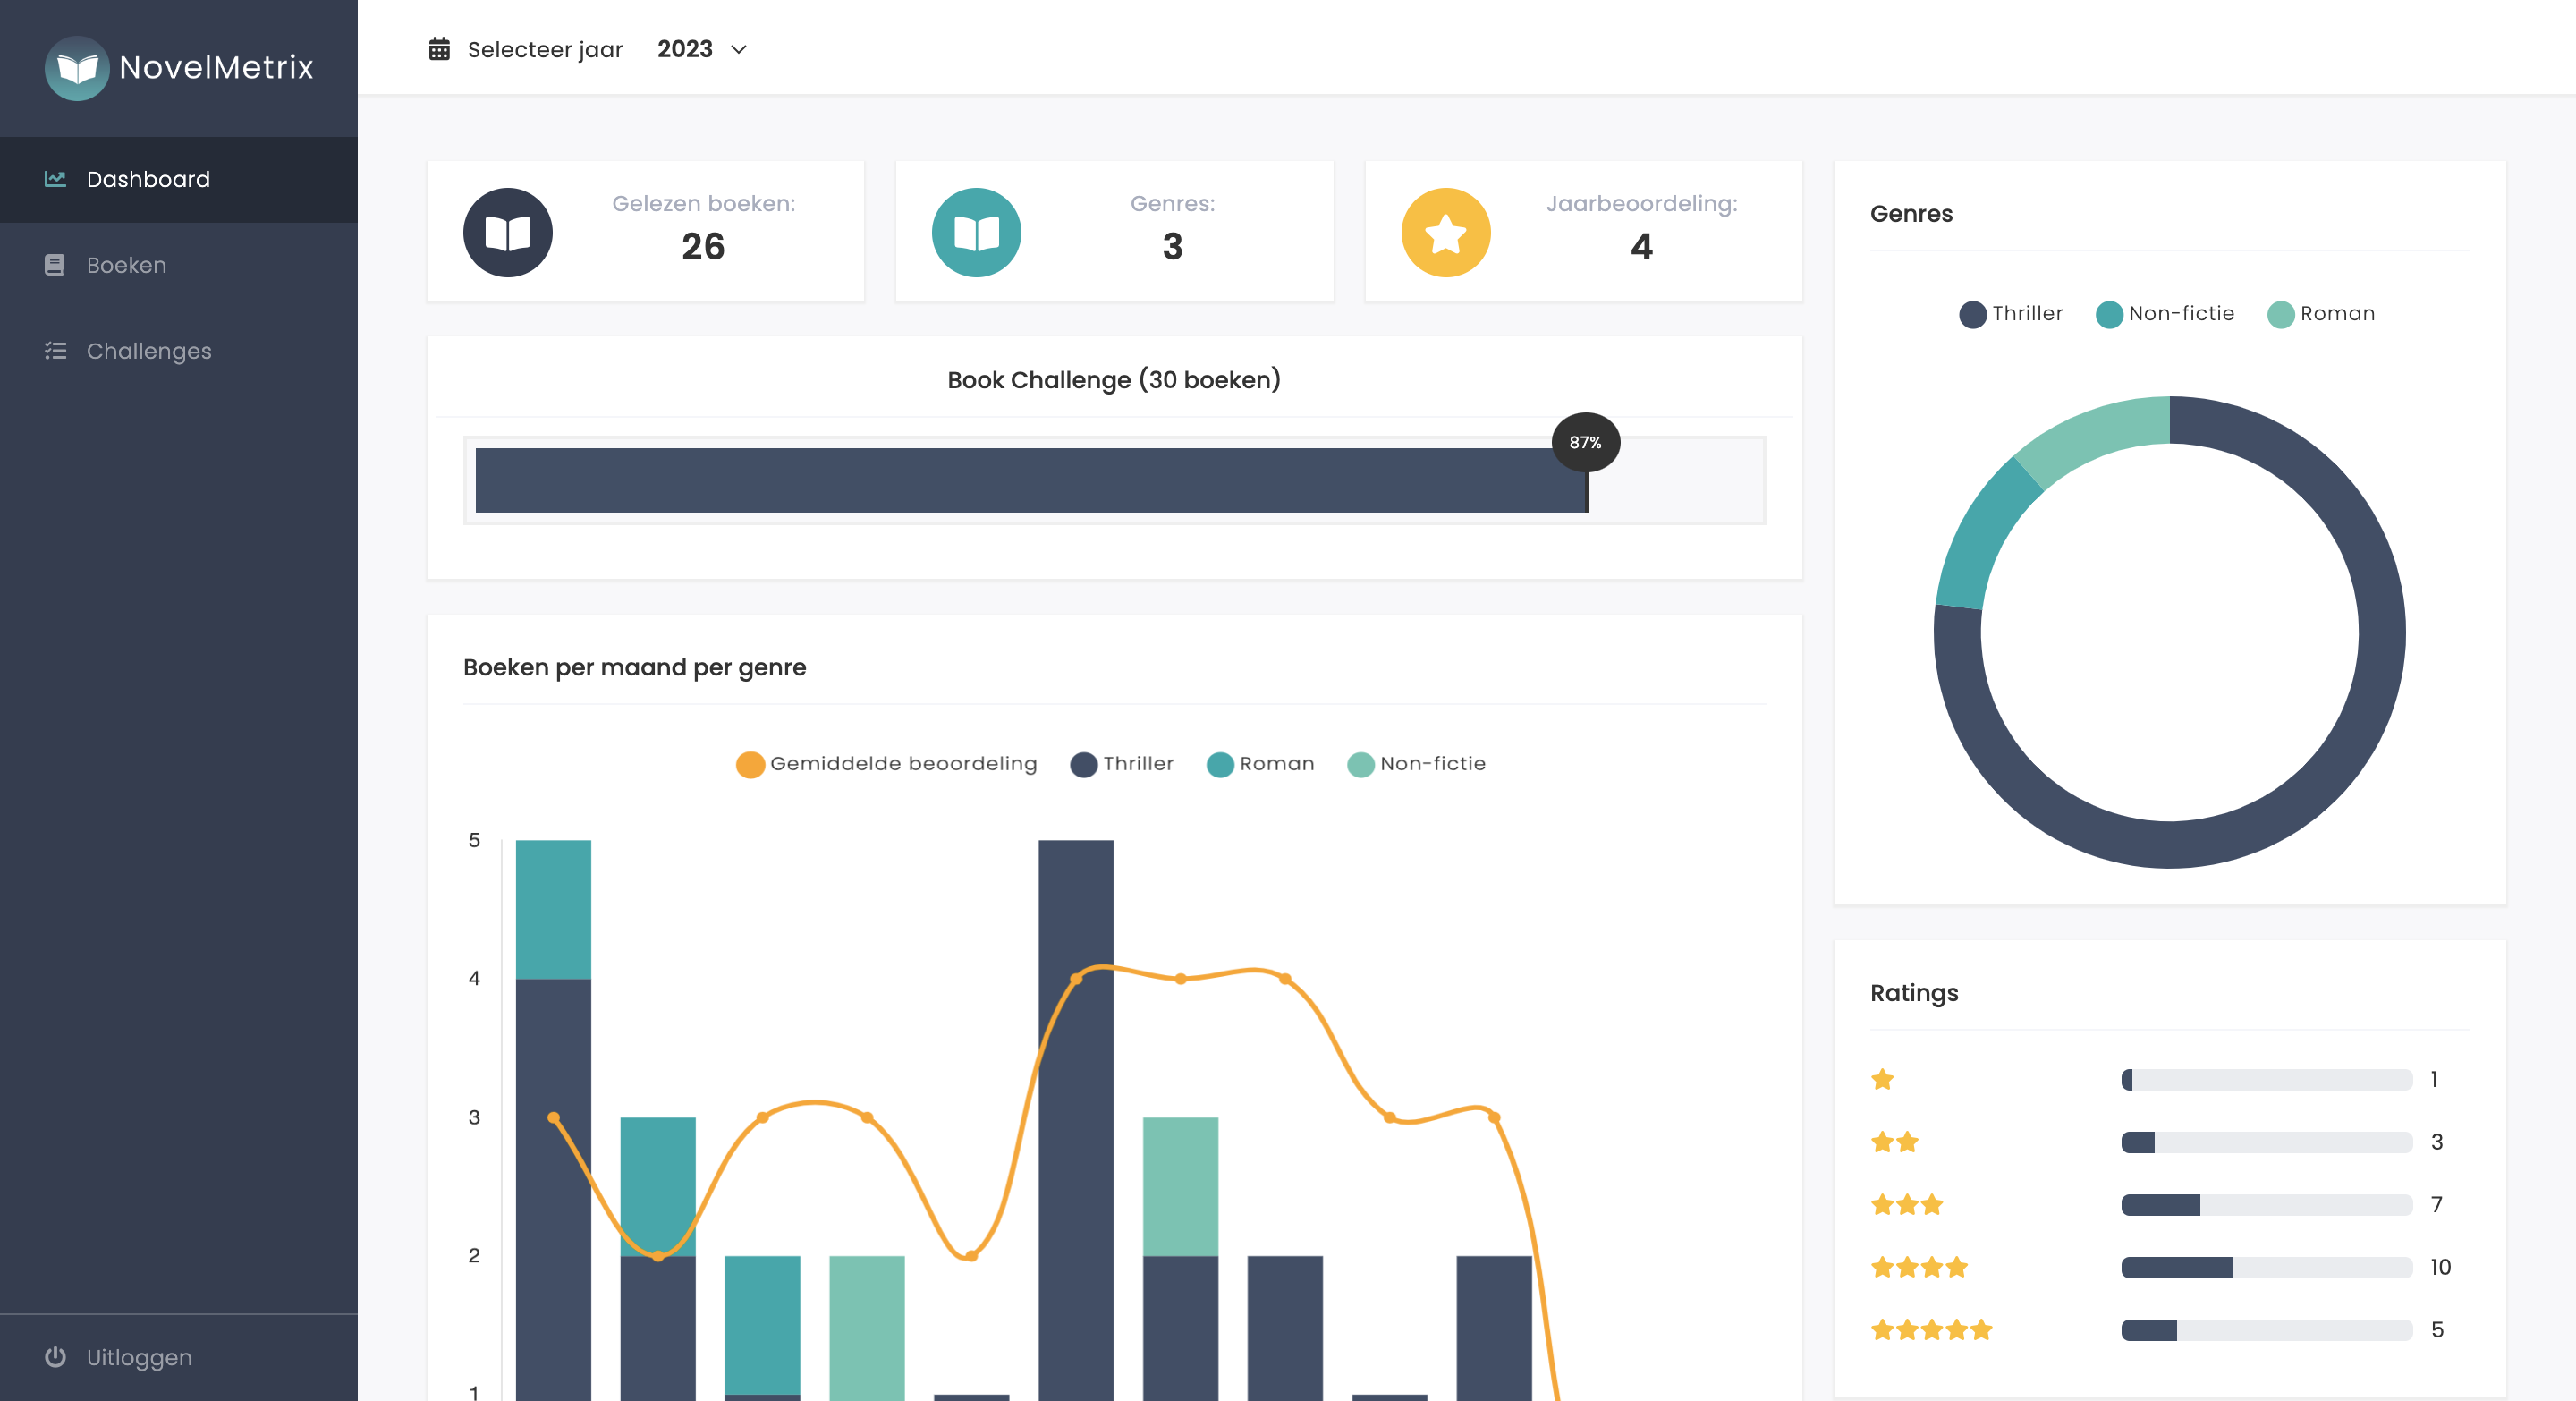 NovelMetrix
Dashboard
Boeken
Challenges
Uitloggen
Selecteer jaar 2023
Gelezen boeken:
26
Genres:
3
Jaarbeoordeling:
4
Book Challenge (30 boeken)
87%
Boeken per maand per genre
Gemiddelde beoordeling Thriller Roman Non-fictie
5
4
3
2
1
Genres
Thriller Non-fictie Roman
Ratings
1
3
7
10
5